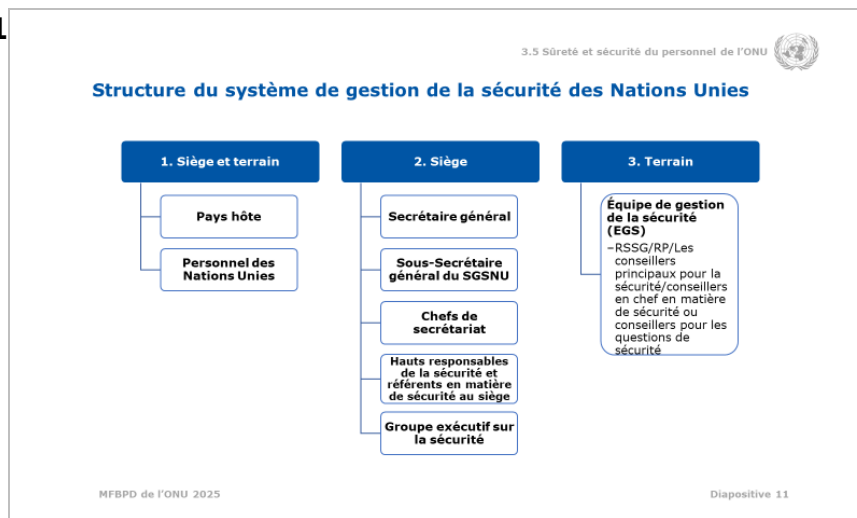 1
3.5 Sûreté et sécurité du personnel de l'ONU
Structure du système de gestion de la sécurité des Nations Unies
1. Siège et terrain
Pays hôte
Personnel des
Nations Unies
2. Siège
Secrétaire général
Sous-Secrétaire
général du SGSNU
Chefs de
secrétariat
Hauts responsables
de la sécurité et
référents en matière
de sécurité au siège
Groupe exécutif sur
la sécurité
3. Terrain
Équipe de gestion
de la sécurité
(EGS)
–RSSG/RP/Les
conseillers
principaux pour la
sécurité/conseillers
en chef en matière
de sécurité ou
conseillers pour les
questions de
sécurité
MFBPD de l'ONU 2025
Diapositive 11